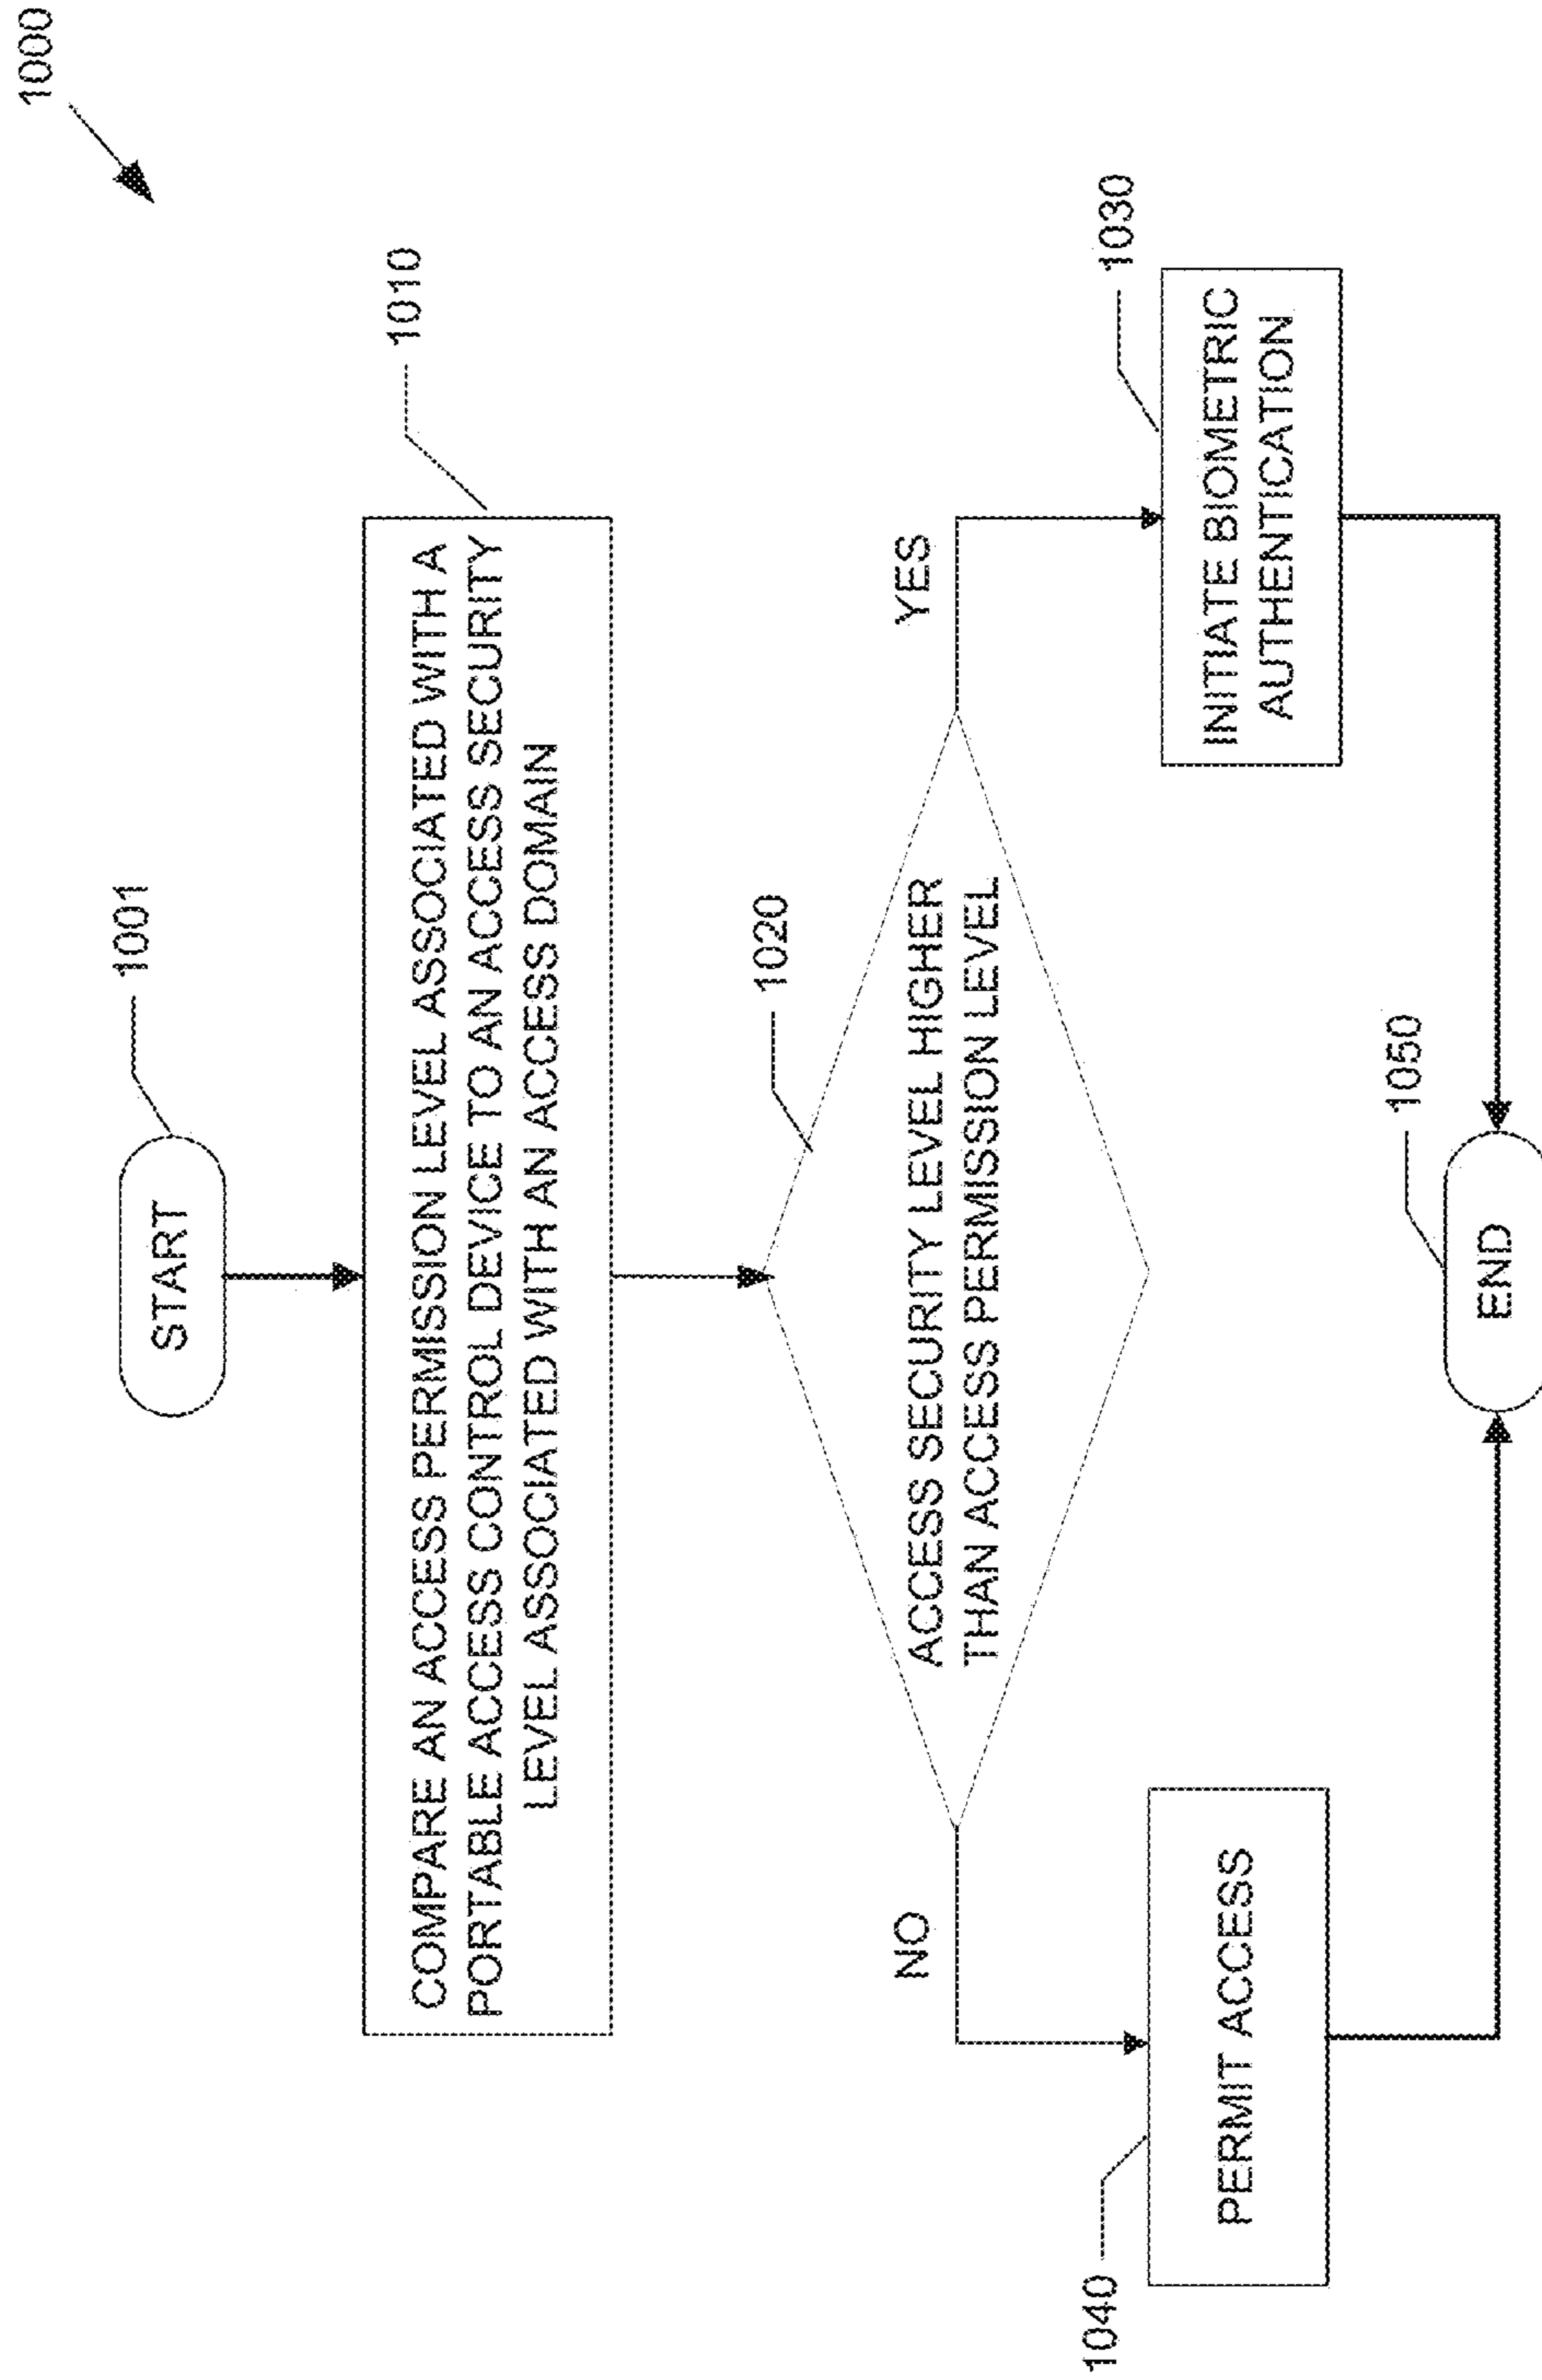 1000
1001
START
1010
COMPARE AN ACCESS PERMISSION LEVEL ASSOCIATED WITH A
PORTABLE ACCESS CONTROL DEVICE TO AN ACCESS SECURITY
LEVEL ASSOCIATED WITH AN ACCESS DOMAIN
1020
ACCESS SECURITY LEVEL HIGHER
THAN ACCESS PERMISSION LEVEL
NO
YES
1040
PERMIT ACCESS
1030
INITIATE BIOMETRIC
AUTHENTICATION
1050
END